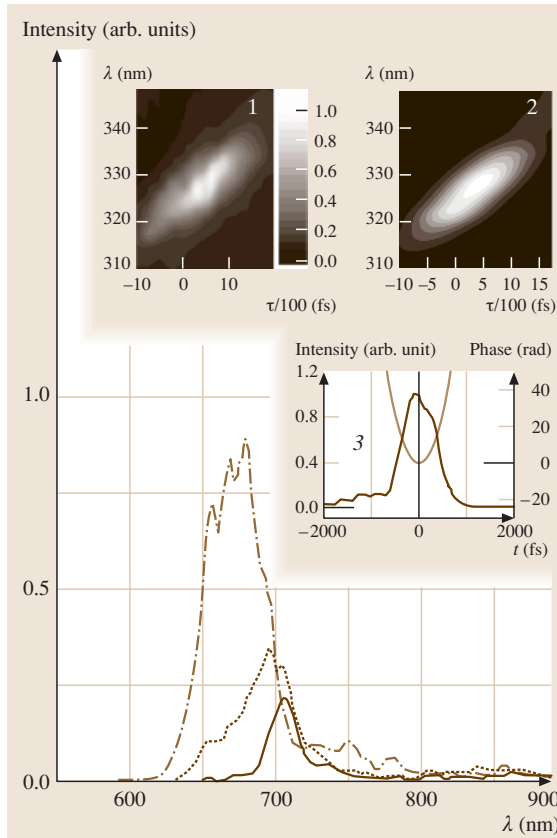 Intensity (arb. units)
λ (nm)
340
330
320
310
1
−10 0 10
τ/100 (fs)
1.0
0.8
0.6
0.4
0.2
0.0
λ (nm)
340
330
320
310
2
−10 −5 0 5 10 15
τ/100 (fs)
Intensity (arb. unit) Phase (rad)
1.2
0.8
0.4
0.0
3
40
20
0
−20
−2000 0 2000
t (fs)
1.0
0.5
0.0
600 700 800 900
λ (nm)